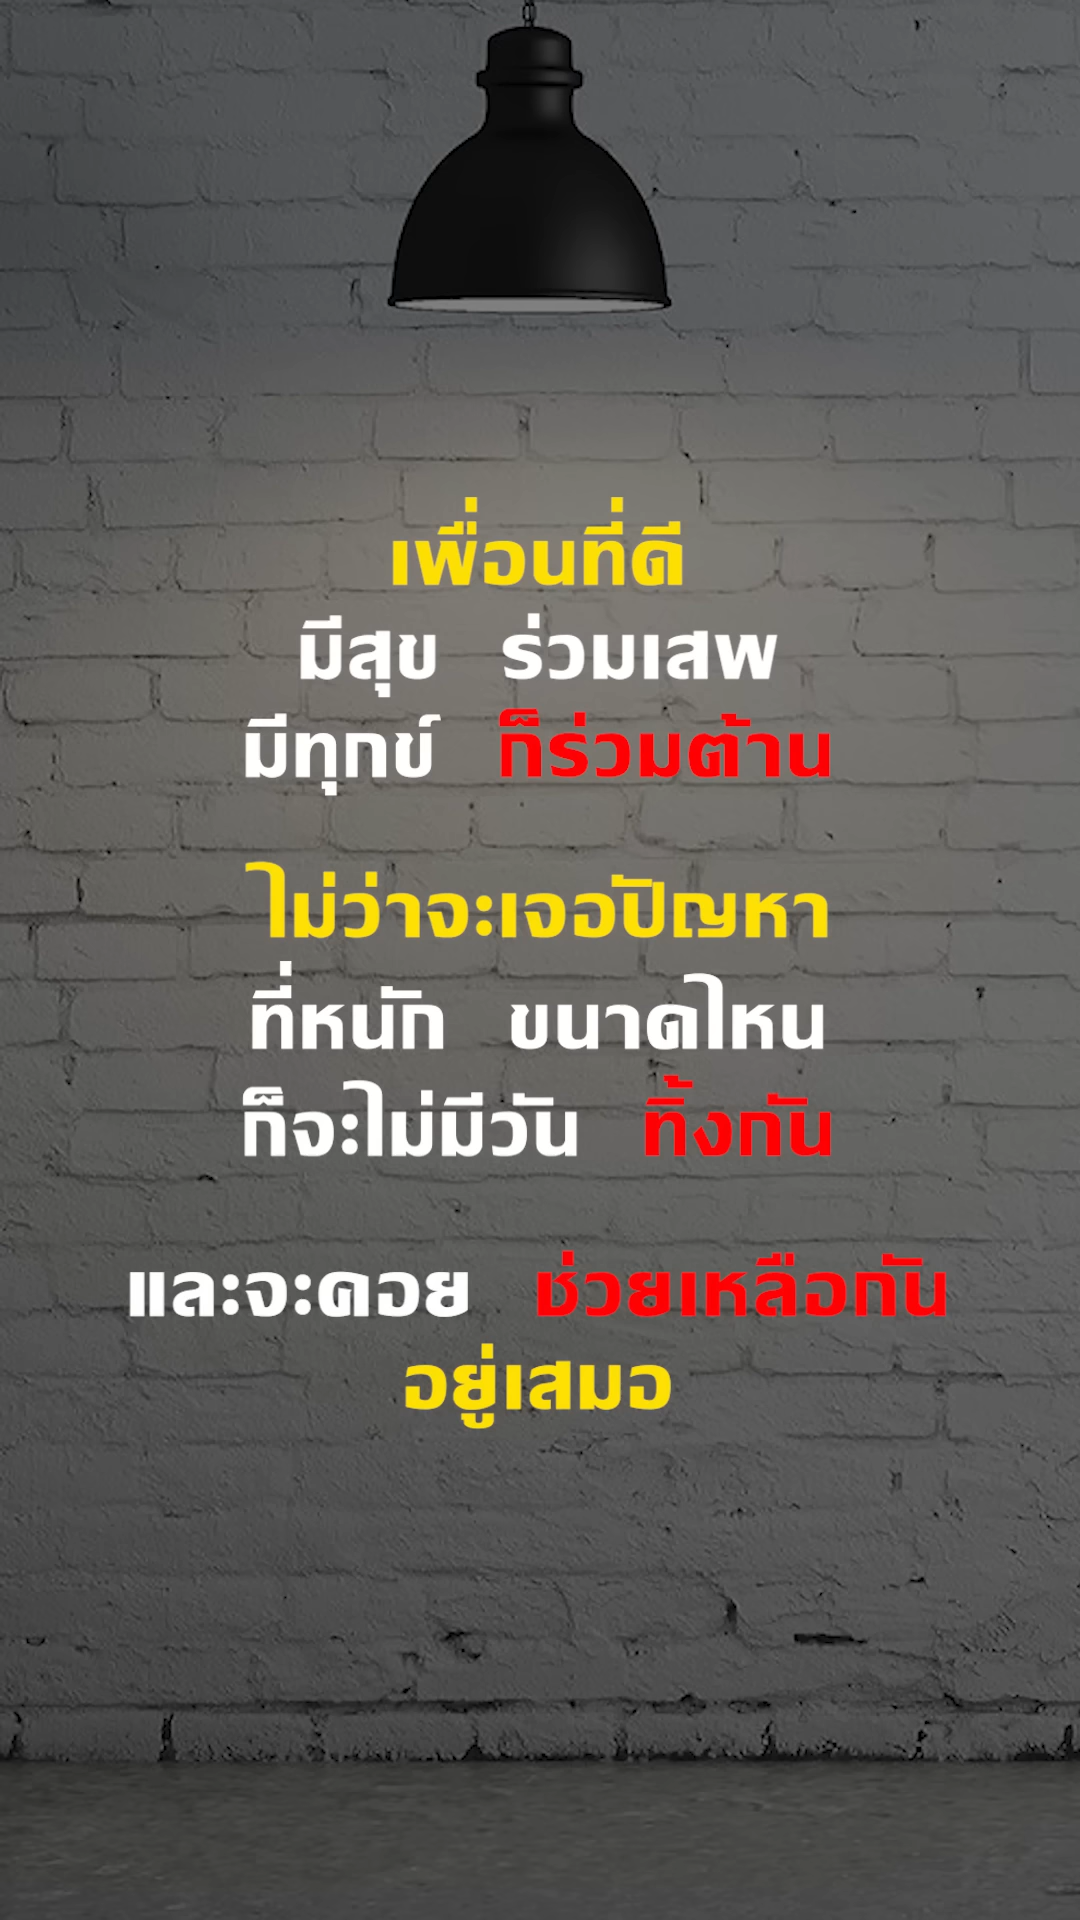 เพื่อนที่ดี
มีสุข ร่วมเสพ
มีทุกข์ ก็ร่วมต้าน
ไม่ว่าจะเจอปัญหา
ที่หนัก ขนาดไหน
ก็จะไม่มีวัน ทิ้งกัน
และจะคอย ช่วยเหลือกัน
อยู่เสมอ